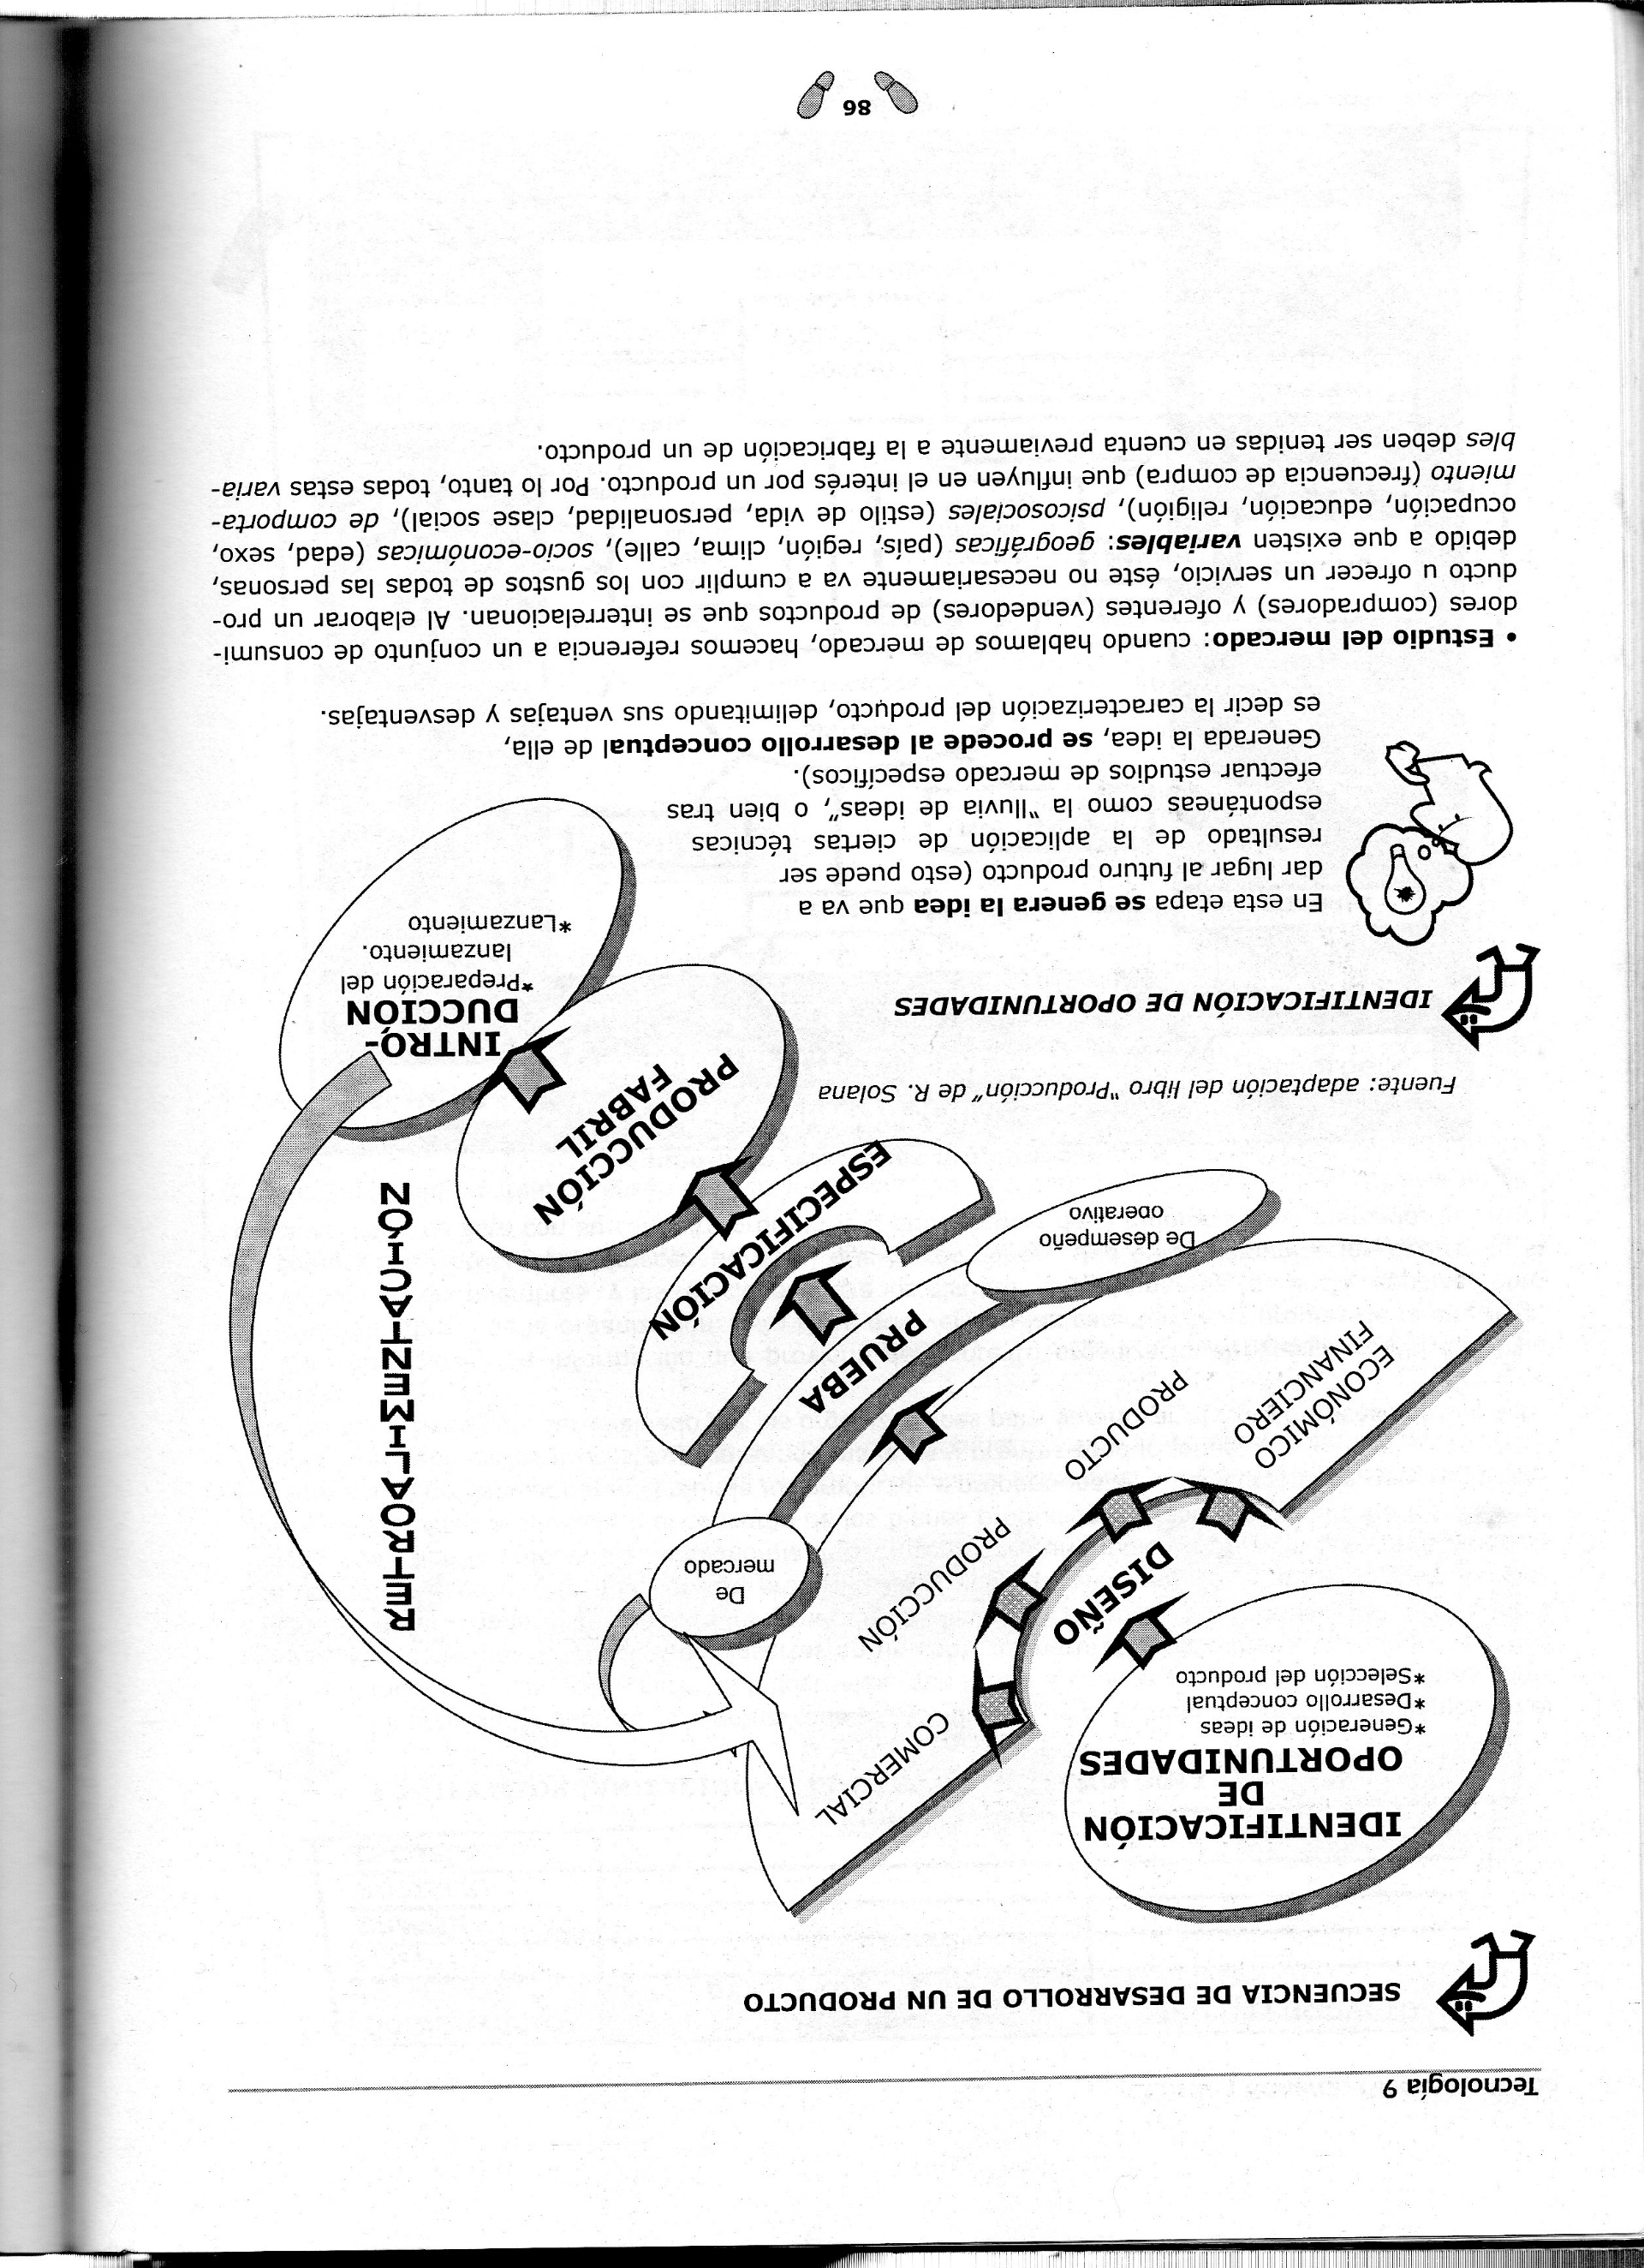 Tecnología 9
SECUENCIA DE DESARROLLO DE UN PRODUCTO
IDENTIFICACIÓN
DE
OPORTUNIDADES
*Generación de ideas
*Desarrollo conceptual
*Selección del producto
DISEÑO
COMERCIAL
PRODUCCIÓN
PRODUCTO
ECONÓMICO
FINANCIERO
De
mercado
PRUEBA
De desempeño
operativo
ESPECIFICACIÓN
PRODUCCIÓN
FABRIL
INTRO-
DUCCIÓN
*Preparación del
lanzamiento.
*Lanzamiento
RETROALIMENTACIÓN
Fuente: adaptación del libro "Producción" de R. Solana
IDENTIFICACIÓN DE OPORTUNIDADES
En esta etapa se genera la idea que va a
dar lugar al futuro producto (esto puede ser
resultado de la aplicación de ciertas técnicas
espontáneas como la "lluvia de ideas", o bien tras
efectuar estudios de mercado específicos).
Generada la idea, se procede al desarrollo conceptual de ella,
es decir la caracterización del producto, delimitando sus ventajas y desventajas.
• Estudio del mercado: cuando hablamos de mercado, hacemos referencia a un conjunto de consumi-
dores (compradores) y oferentes (vendedores) de productos que se interrelacionan. Al elaborar un pro-
ducto u ofrecer un servicio, éste no necesariamente va a cumplir con los gustos de todas las personas,
debido a que existen variables: geográficas (país, región, clima, calle), socio-económicas (edad, sexo,
ocupación, educación, religión), psicosociales (estilo de vida, personalidad, clase social), de comporta-
miento (frecuencia de compra) que influyen en el interés por un producto. Por lo tanto, todas estas varia-
bles deben ser tenidas en cuenta previamente a la fabricación de un producto.
86